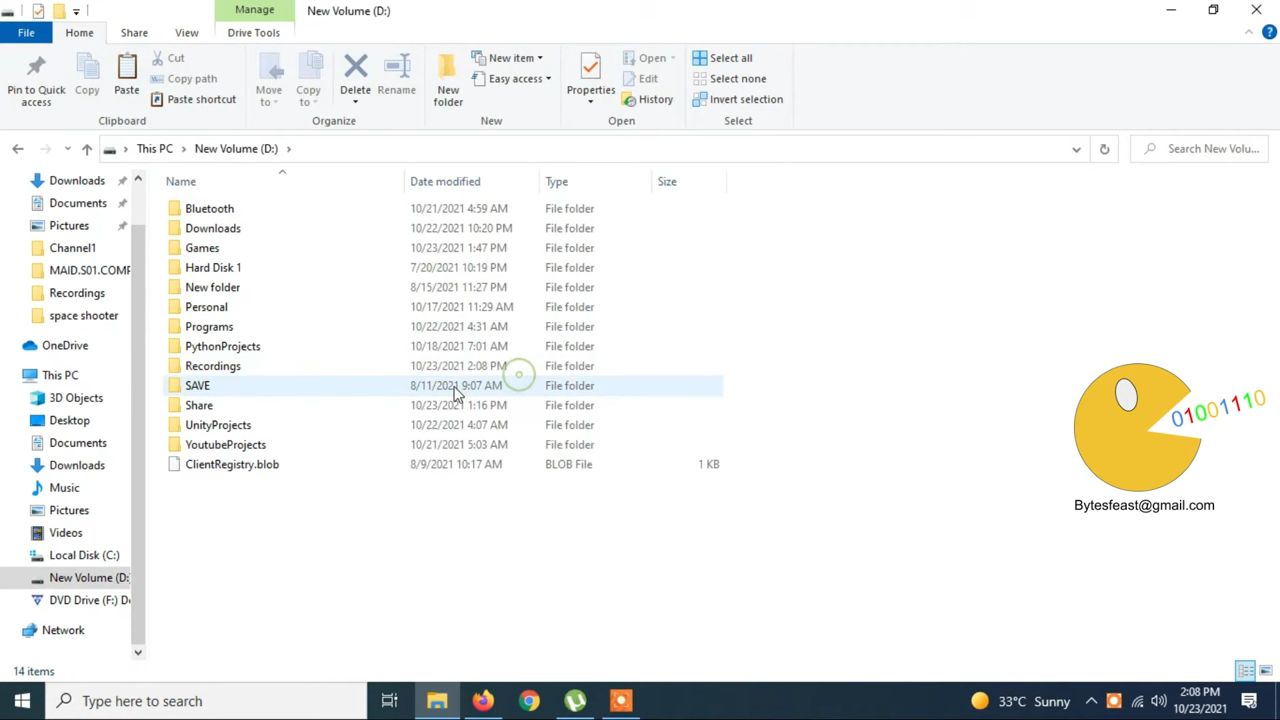 Manage
New Volume (D:)
File
Home
Share
View
Drive Tools
Pin to Quick access
Copy
Paste
Cut
Copy path
Paste shortcut
Clipboard
Move to
Copy to
Delete
Rename
Organize
New folder
New item
Easy access
New
Properties
Open
Edit
History
Open
Select all
Select none
Invert selection
Select
This PC > New Volume (D:) >
Search New Volu...
Name Date modified Type Size
Bluetooth 10/21/2021 4:59 AM File folder
Downloads 10/22/2021 10:20 PM File folder
Games 10/23/2021 1:47 PM File folder
Hard Disk 1 7/20/2021 10:19 PM File folder
New folder 8/15/2021 11:27 PM File folder
Personal 10/17/2021 11:29 AM File folder
Programs 10/22/2021 4:31 AM File folder
PythonProjects 10/18/2021 7:01 AM File folder
Recordings 10/23/2021 2:08 PM File folder
SAVE 8/11/2021 9:07 AM File folder
Share 10/23/2021 1:16 PM File folder
UnityProjects 10/22/2021 4:07 AM File folder
YoutubeProjects 10/21/2021 5:03 AM File folder
ClientRegistry.blob 8/9/2021 10:17 AM BLOB File 1 KB
Downloads
Documents
Pictures
Channel1
MAID.S01.COMP
Recordings
space shooter
OneDrive
This PC
3D Objects
Desktop
Documents
Downloads
Music
Pictures
Videos
Local Disk (C:)
New Volume (D:
DVD Drive (F:) De
Network
01001110
Bytesfeast@gmail.com
14 items
Type here to search
33°C Sunny
2:08 PM
10/23/2021